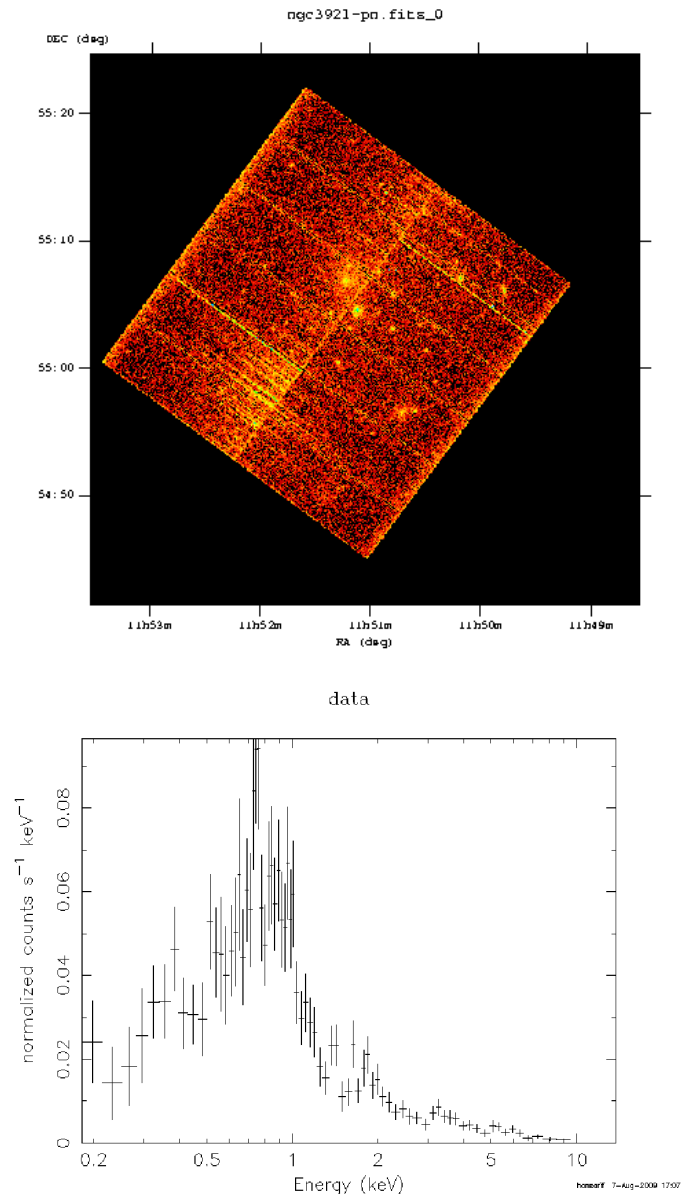 ngc3921-pn.fits_0
DEC (deg)
55:20
55:10
55:00
54:50
11h53m 11h52m 11h51m 11h50m 11h49m
RA (deg)
data
normalized counts s⁻¹ keV⁻¹
0.08
0.06
0.04
0.02
0
0.2 0.5 1 2 5 10
Energy (keV)
7-Aug-2009 17:07